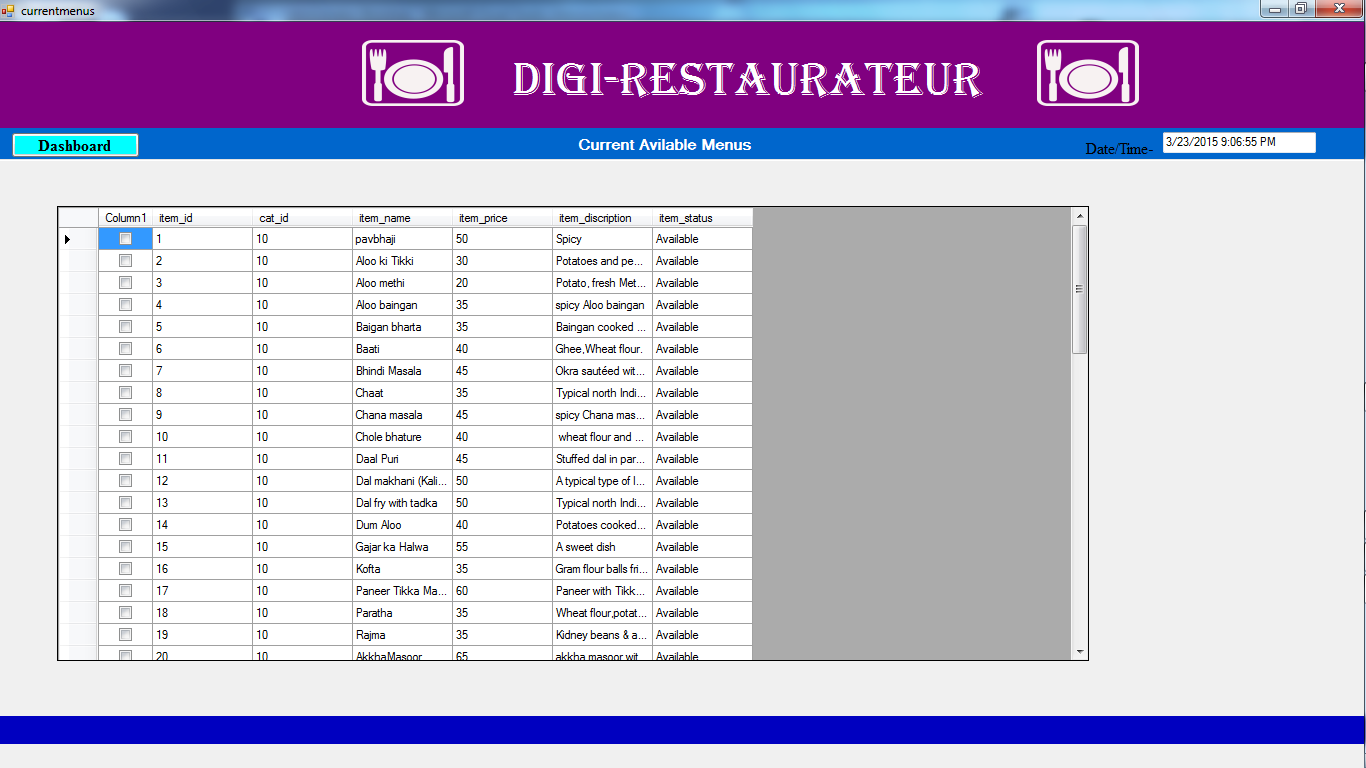 currentmenus
DIGI-RESTAURATEUR
Dashboard
Current Avilable Menus
Date/Time-
3/23/2015 9:06:55 PM
Column1 item_id cat_id item_name item_price item_discription item_status
1 10 pavbhaji 50 Spicy Available
2 10 Aloo ki Tikki 30 Potatoes and pe... Available
3 10 Aloo methi 20 Potato, fresh Met... Available
4 10 Aloo baingan 35 spicy Aloo baingan Available
5 10 Baigan bharta 35 Baingan cooked ... Available
6 10 Baati 40 Ghee,Wheat flour. Available
7 10 Bhindi Masala 45 Okra sautéed wit... Available
8 10 Chaat 35 Typical north Indi... Available
9 10 Chana masala 45 spicy Chana mas... Available
10 10 Chole bhature 40 wheat flour and ... Available
11 10 Daal Puri 45 Stuffed dal in par... Available
12 10 Dal makhani (Kali... 50 A typical type of l... Available
13 10 Dal fry with tadka 50 Typical north Indi... Available
14 10 Dum Aloo 40 Potatoes cooked... Available
15 10 Gajar ka Halwa 55 A sweet dish Available
16 10 Kofta 35 Gram flour balls fri... Available
17 10 Paneer Tikka Ma... 60 Paneer with Tikk... Available
18 10 Paratha 35 Wheat flour,potat... Available
19 10 Rajma 35 Kidney beans & a... Available
20 10 AkkhaMasoor 65 akkha masoor wit... Available